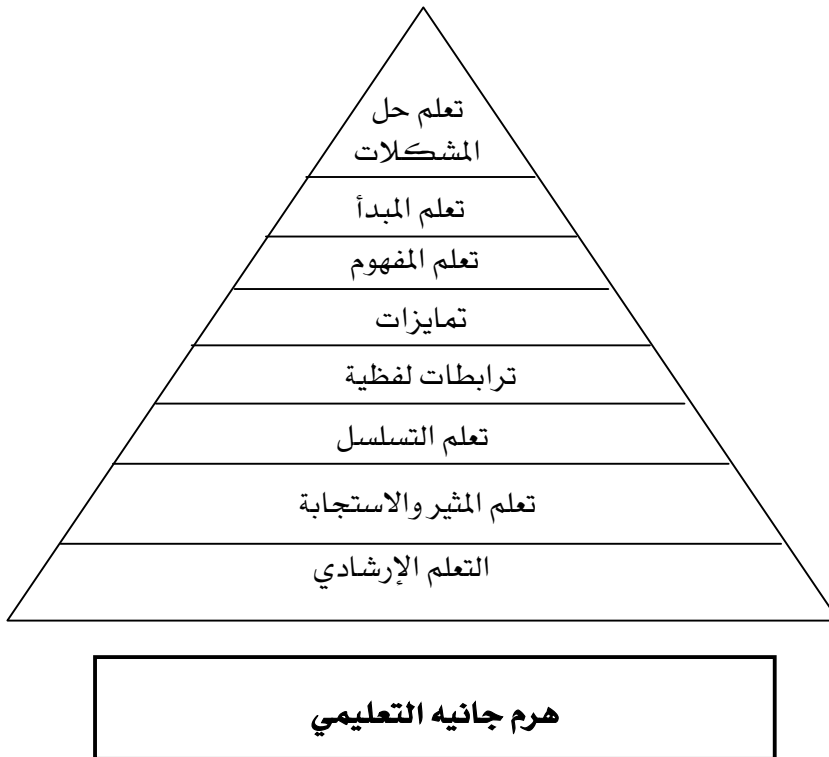 تعلم حل
المشكلات
تعلم المبدأ
تعلم المفهوم
تمايزات
ترابطات لفظية
تعلم التسلسل
تعلم المثير والاستجابة
التعلم الإرشادي
هرم جانيه التعليمي